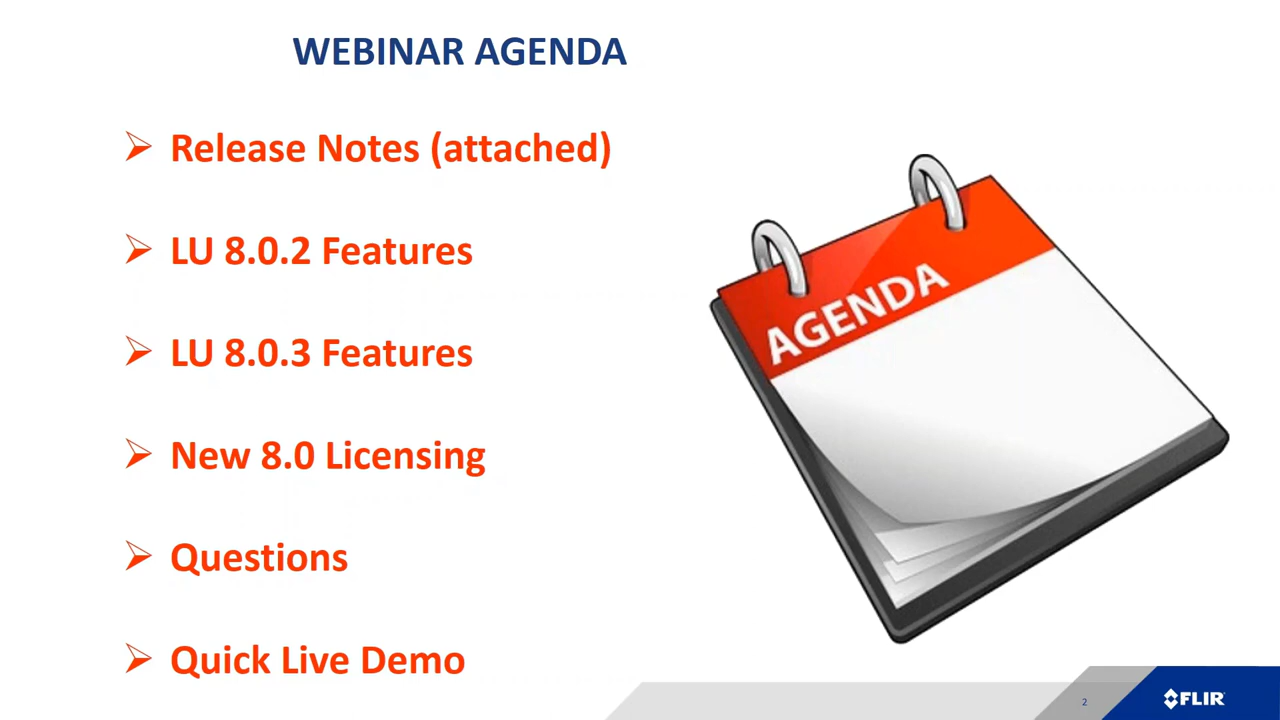 WEBINAR AGENDA
Release Notes (attached)
LU 8.0.2 Features
LU 8.0.3 Features
New 8.0 Licensing
Questions
Quick Live Demo
AGENDA
2
FLIR